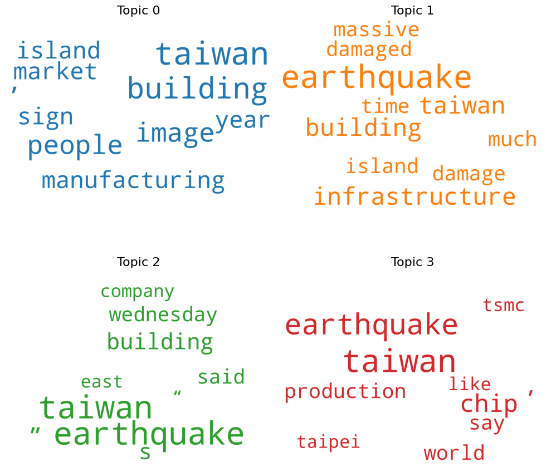 Topic 0
island
taiwan
market
building
’
sign
image
year
people
manufacturing
Topic 1
massive
damaged
earthquake
time
taiwan
building
much
island
damage
infrastructure
Topic 2
company
wednesday
building
east
said
“
taiwan
”
earthquake
s
Topic 3
tsmc
earthquake
taiwan
production
like
’
chip
say
taipei
world